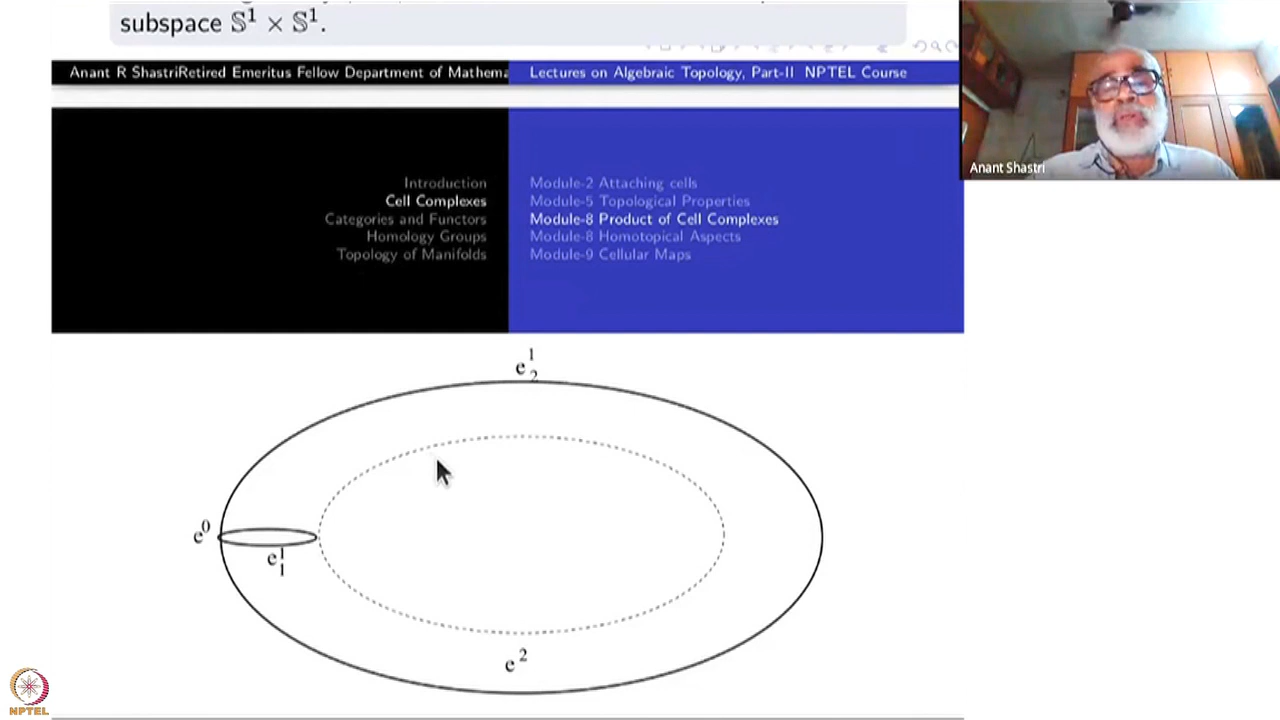 subspace 𝕊¹ × 𝕊¹.
Anant R ShastriRetired Emeritus Fellow Department of Mathema
Lectures on Algebraic Topology, Part-II NPTEL Course
Introduction
Cell Complexes
Categories and Functors
Homology Groups
Topology of Manifolds
Module-2 Attaching cells
Module-5 Topological Properties
Module-8 Product of Cell Complexes
Module-8 Homotopical Aspects
Module-9 Cellular Maps
Anant Shastri
e¹₂
e⁰
e¹₁
e²
NPTEL